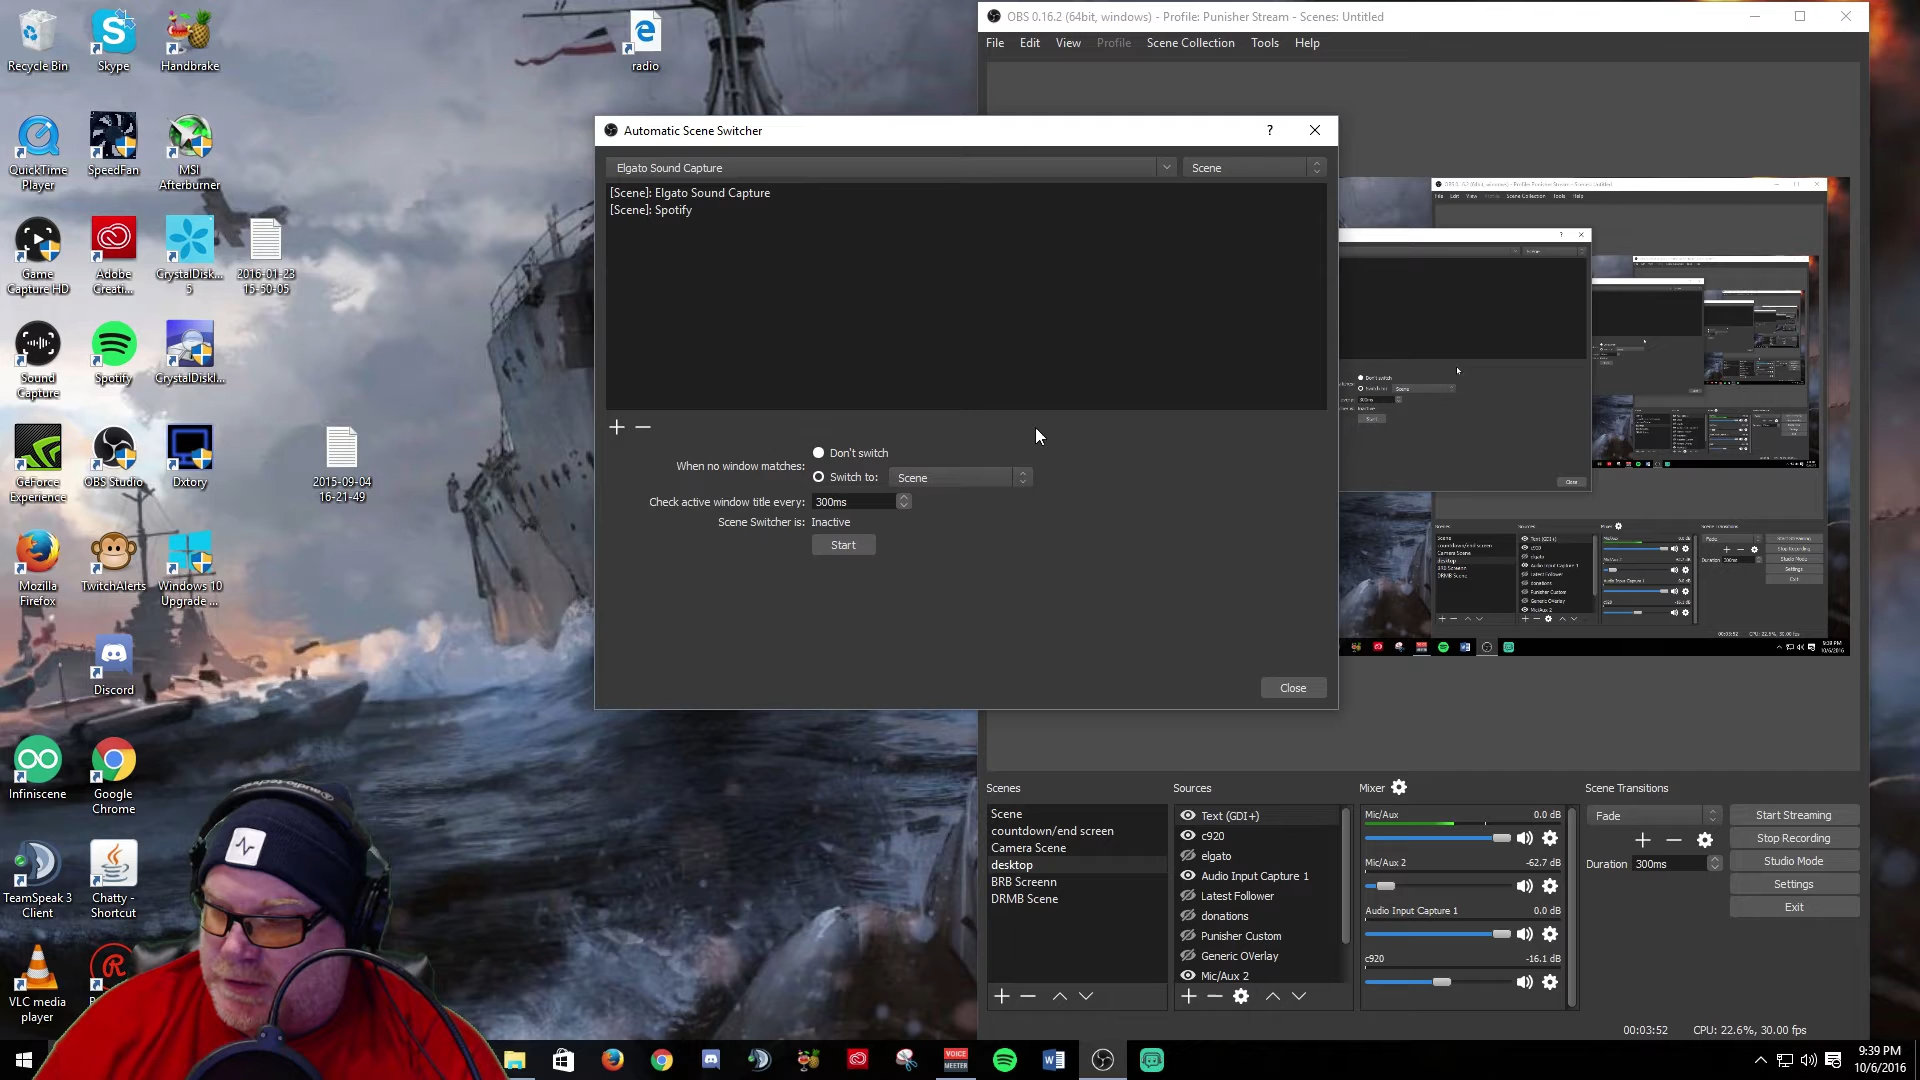 Recycle Bin
Skype
Handbrake
radio
QuickTime Player
SpeedFan
MSI Afterburner
Game Capture HD
Adobe Creati...
CrystalDisk... 5
2016-01-23 15-50-05
Sound Capture
Spotify
CrystalDiskI...
GeForce Experience
OBS Studio
Dxtory
2015-09-04 16-21-49
Mozilla Firefox
TwitchAlerts
Windows 10 Upgrade ...
Discord
Infiniscene
Google Chrome
TeamSpeak 3 Client
Chatty - Shortcut
VLC media player
OBS 0.16.2 (64bit, windows) - Profile: Punisher Stream - Scenes: Untitled
File Edit View Profile Scene Collection Tools Help
Automatic Scene Switcher ?
Elgato Sound Capture Scene
[Scene]: Elgato Sound Capture
[Scene]: Spotify
When no window matches:
Don't switch
Switch to: Scene
Check active window title every: 300ms
Scene Switcher is: Inactive
Start
Close
Scenes
Scene
countdown/end screen
Camera Scene
desktop
BRB Screenn
DRMB Scene
Sources
Text (GDI+)
c920
elgato
Audio Input Capture 1
Latest Follower
donations
Punisher Custom
Generic OVerlay
Mic/Aux 2
Mixer
Mic/Aux 0.0 dB
Mic/Aux 2 -62.7 dB
Audio Input Capture 1 0.0 dB
c920 -16.1 dB
Scene Transitions
Fade
Duration 300ms
Start Streaming
Stop Recording
Studio Mode
Settings
Exit
00:03:52 CPU: 22.6%, 30.00 fps
VOICE MEETER
9:39 PM
10/6/2016